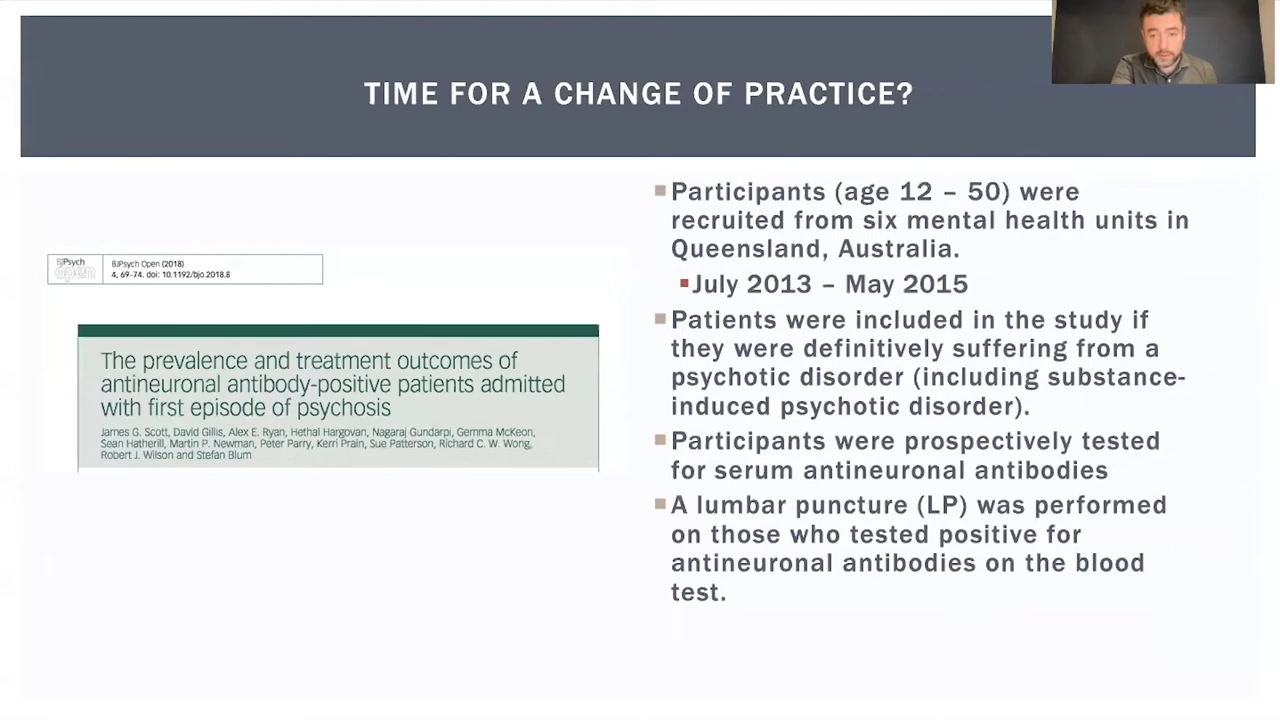 TIME FOR A CHANGE OF PRACTICE?
BJPsych
open
BJPsych Open (2018)
4, 69–74. doi: 10.1192/bjo.2018.8
The prevalence and treatment outcomes of
antineuronal antibody-positive patients admitted
with first episode of psychosis
James G. Scott, David Gillis, Alex E. Ryan, Hethal Hargovan, Nagaraj Gundarpi, Gemma McKeon,
Sean Hatherill, Martin P. Newman, Peter Parry, Kerri Prain, Sue Patterson, Richard C. W. Wong,
Robert J. Wilson and Stefan Blum
Participants (age 12 – 50) were
recruited from six mental health units in
Queensland, Australia.
July 2013 – May 2015
Patients were included in the study if
they were definitively suffering from a
psychotic disorder (including substance-
induced psychotic disorder).
Participants were prospectively tested
for serum antineuronal antibodies
A lumbar puncture (LP) was performed
on those who tested positive for
antineuronal antibodies on the blood
test.